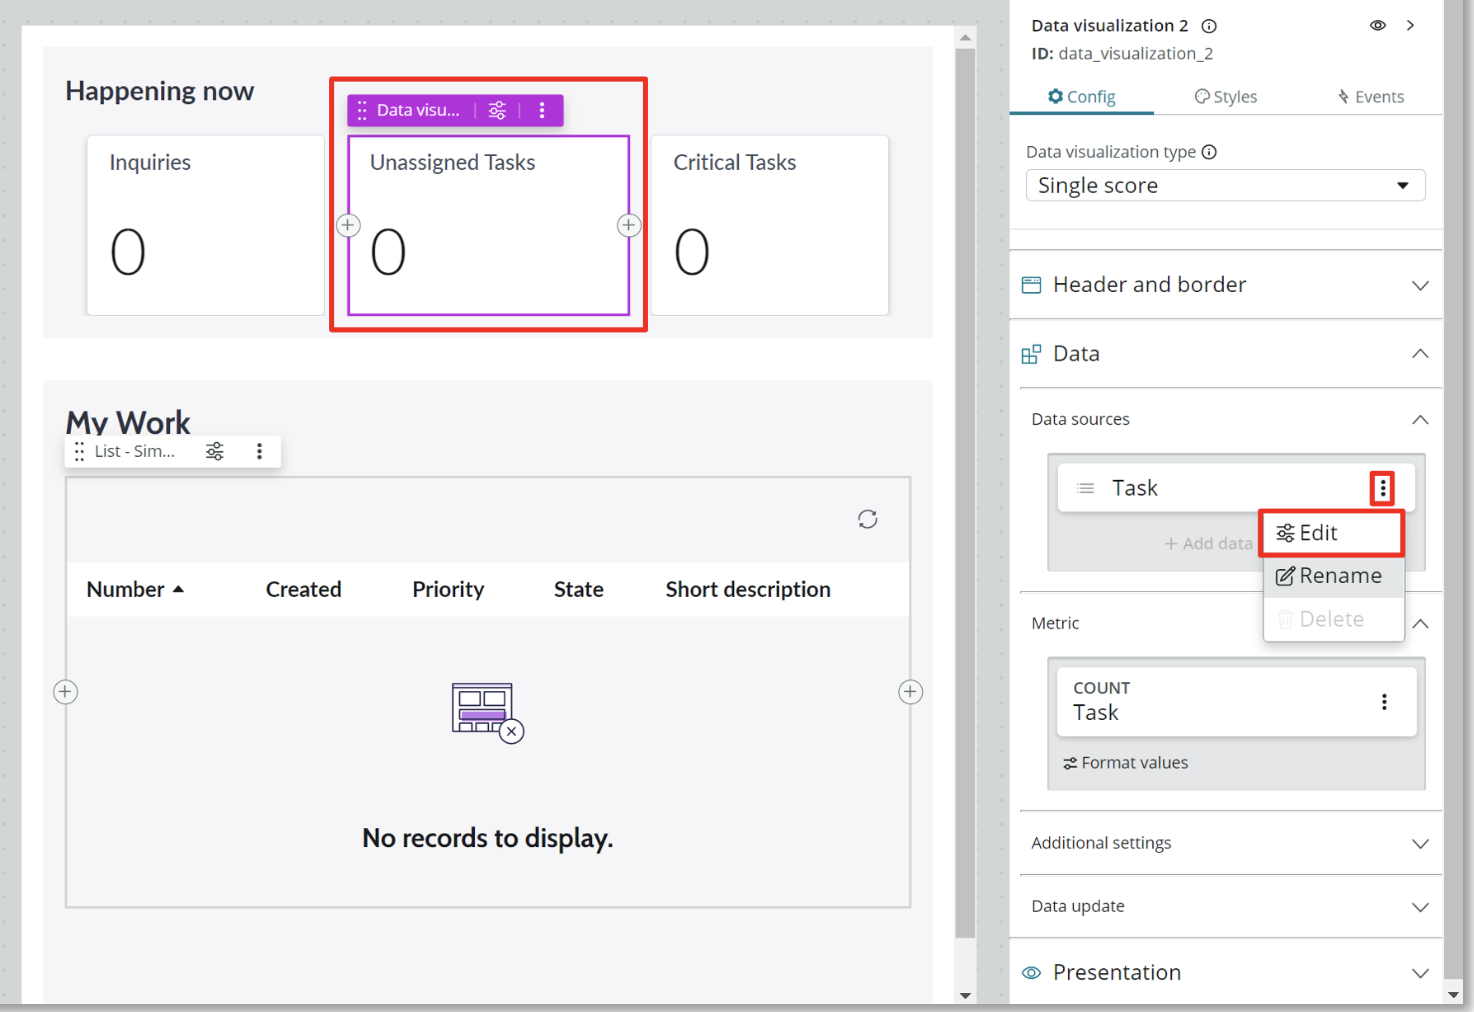 Happening now
Data visu...
Inquiries
0
Unassigned Tasks
0
Critical Tasks
0
My Work
List - Sim...
Number
Created
Priority
State
Short description
No records to display.
Data visualization 2
ID: data_visualization_2
Config
Styles
Events
Data visualization type
Single score
Header and border
Data
Data sources
Task
+ Add data
Edit
Rename
Delete
Metric
COUNT
Task
Format values
Additional settings
Data update
Presentation